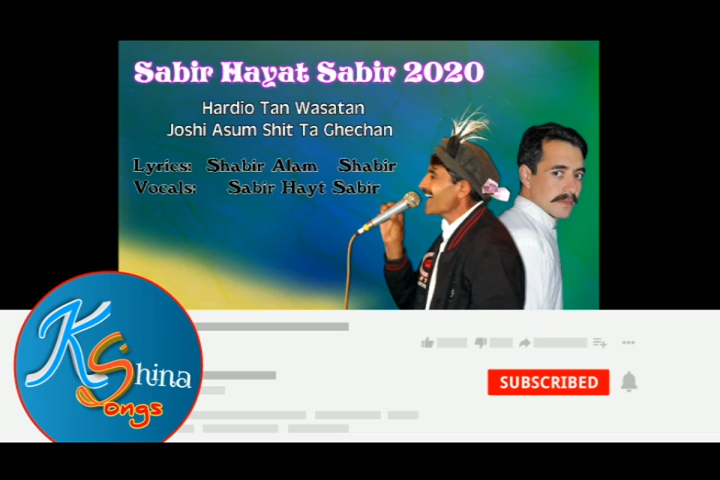 Sabir Hayat Sabir 2020
Hardio Tan Wasatan
Joshi Asum Shit Ta Ghechan
Lyrics: Shabir Alam Shabir
Vocals: Sabir Hayt Sabir
K Shina
Songs
SUBSCRIBED